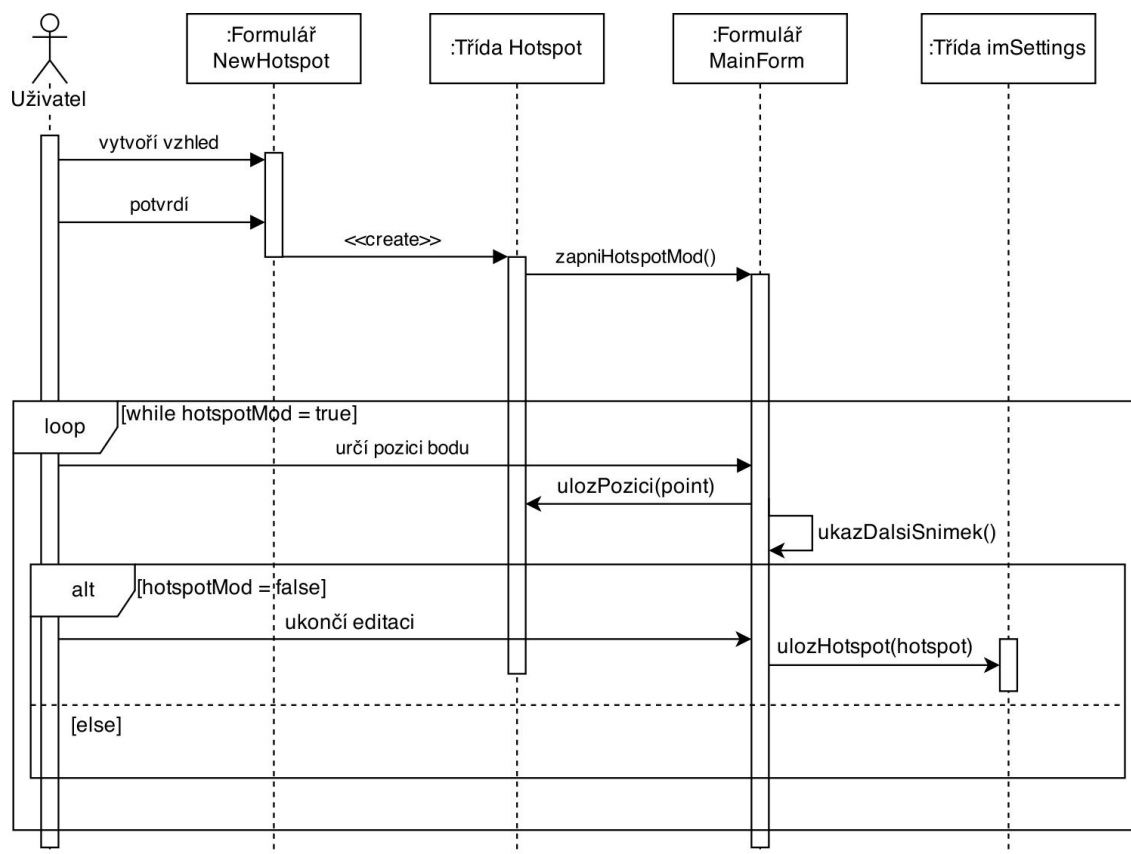 :Formulář
NewHotspot
:Třída Hotspot
:Formulář
MainForm
:Třída imSettings
Uživatel
vytvoří vzhled
potvrdí
<<create>>
zapniHotspotMod()
loop
[while hotspotMod = true]
určí pozici bodu
ulozPozici(point)
ukazDalsiSnimek()
alt
[hotspotMod = false]
ukončí editaci
ulozHotspot(hotspot)
[else]